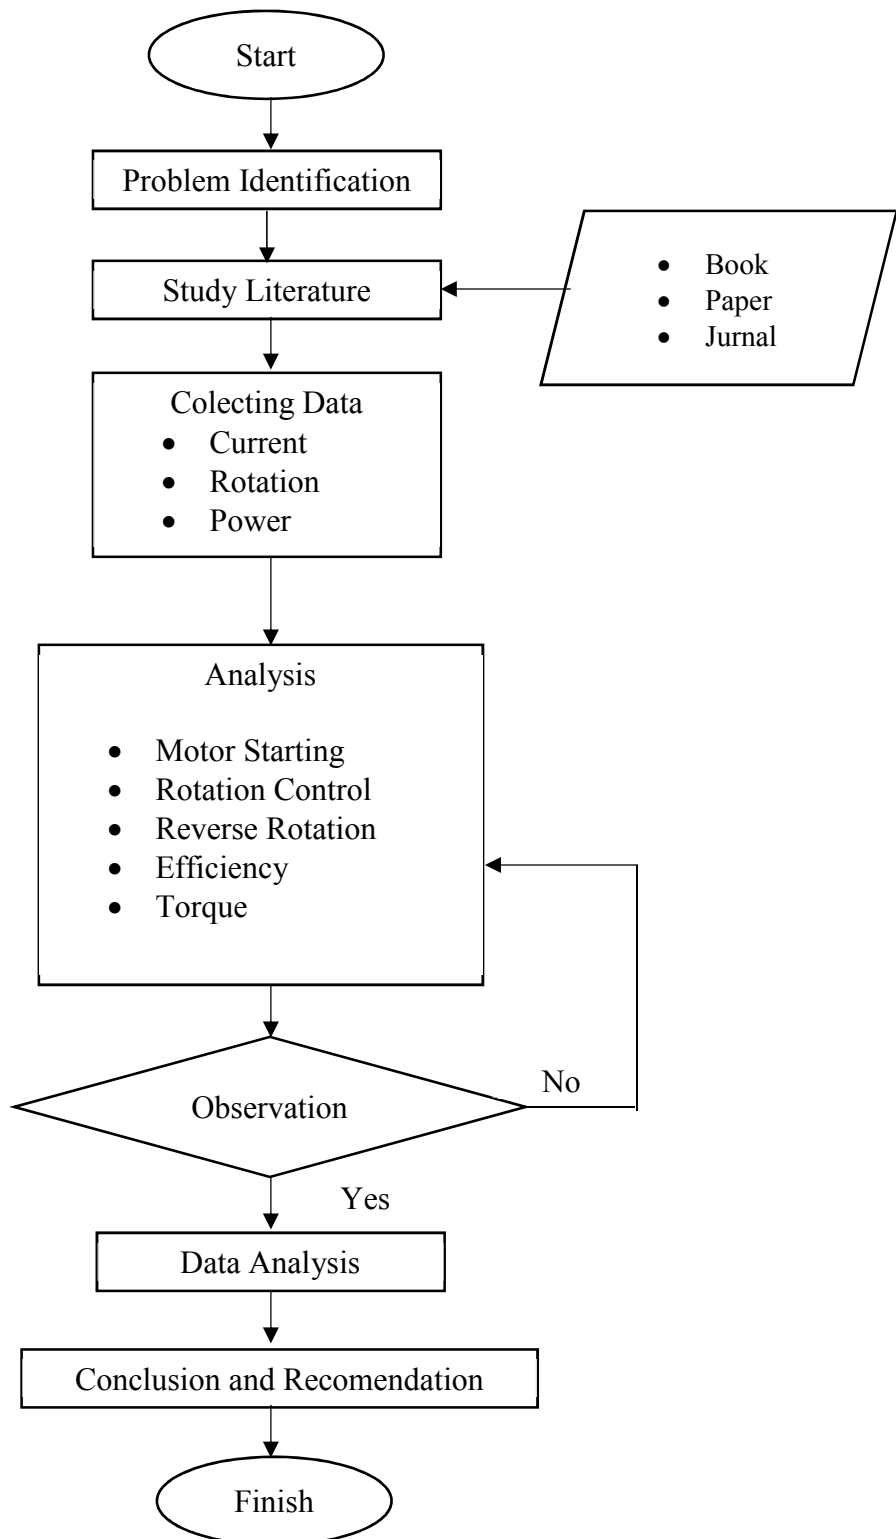 Start
Problem Identification
Study Literature
• Book
• Paper
• Jurnal
Colecting Data
• Current
• Rotation
• Power
Analysis
• Motor Starting
• Rotation Control
• Reverse Rotation
• Efficiency
• Torque
Observation
No
Yes
Data Analysis
Conclusion and Recomendation
Finish